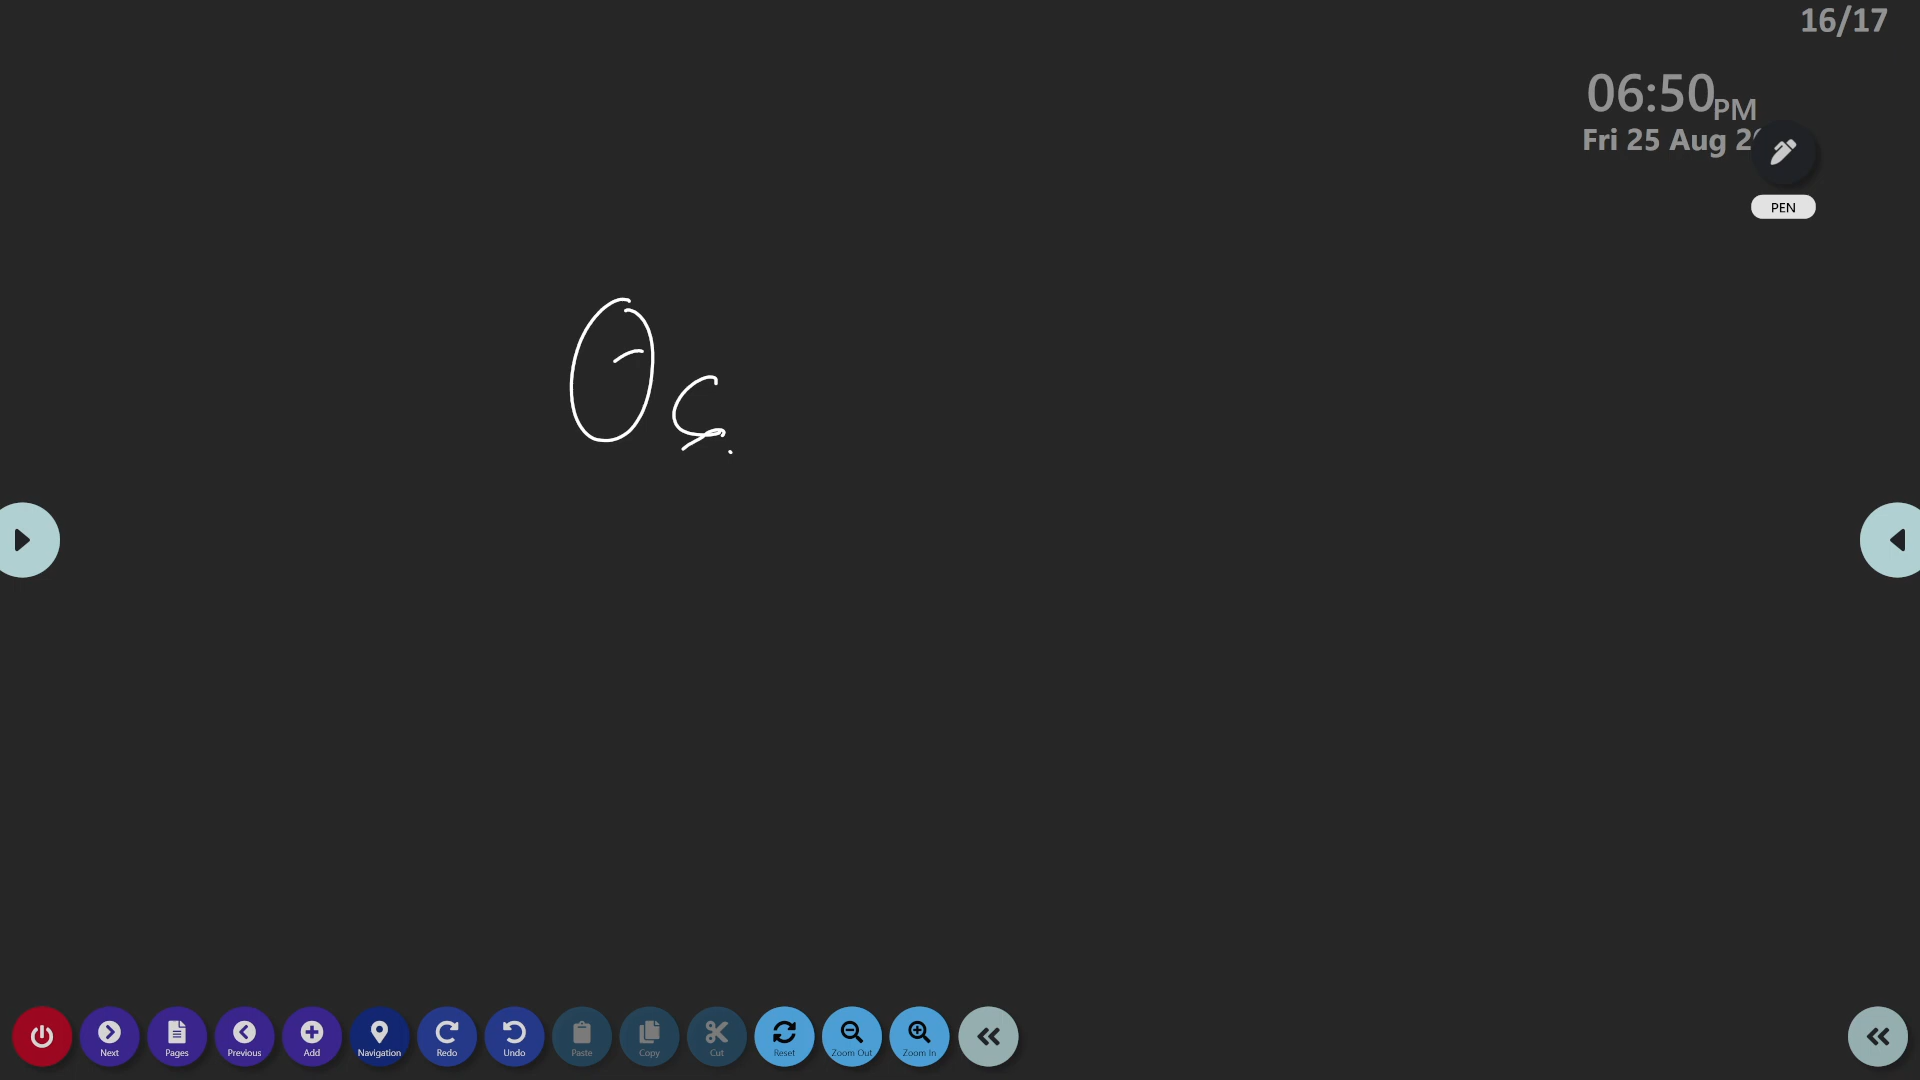 16/17
06:50PM
Fri 25 Aug
PEN
θc
Next Pages Previous Add Navigation Redo Undo Paste Copy Cut Reset Zoom Out Zoom In